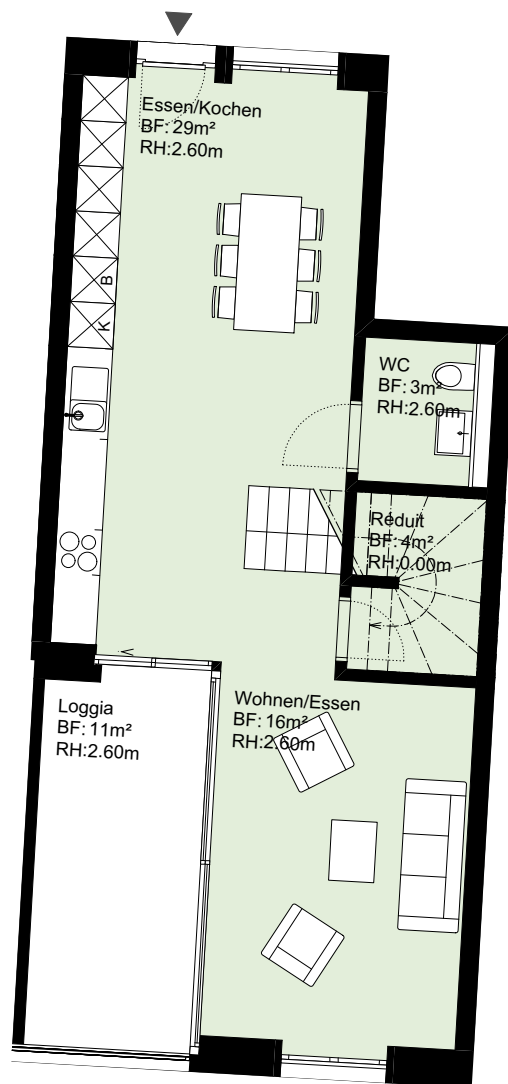 Essen/Kochen
BF: 29m²
RH:2.60m
B
K
WC
BF: 3m²
RH:2.60m
Réduit
BF: 4m²
RH:0.00m
Loggia
BF: 11m²
RH:2.60m
Wohnen/Essen
BF: 16m²
RH:2.60m